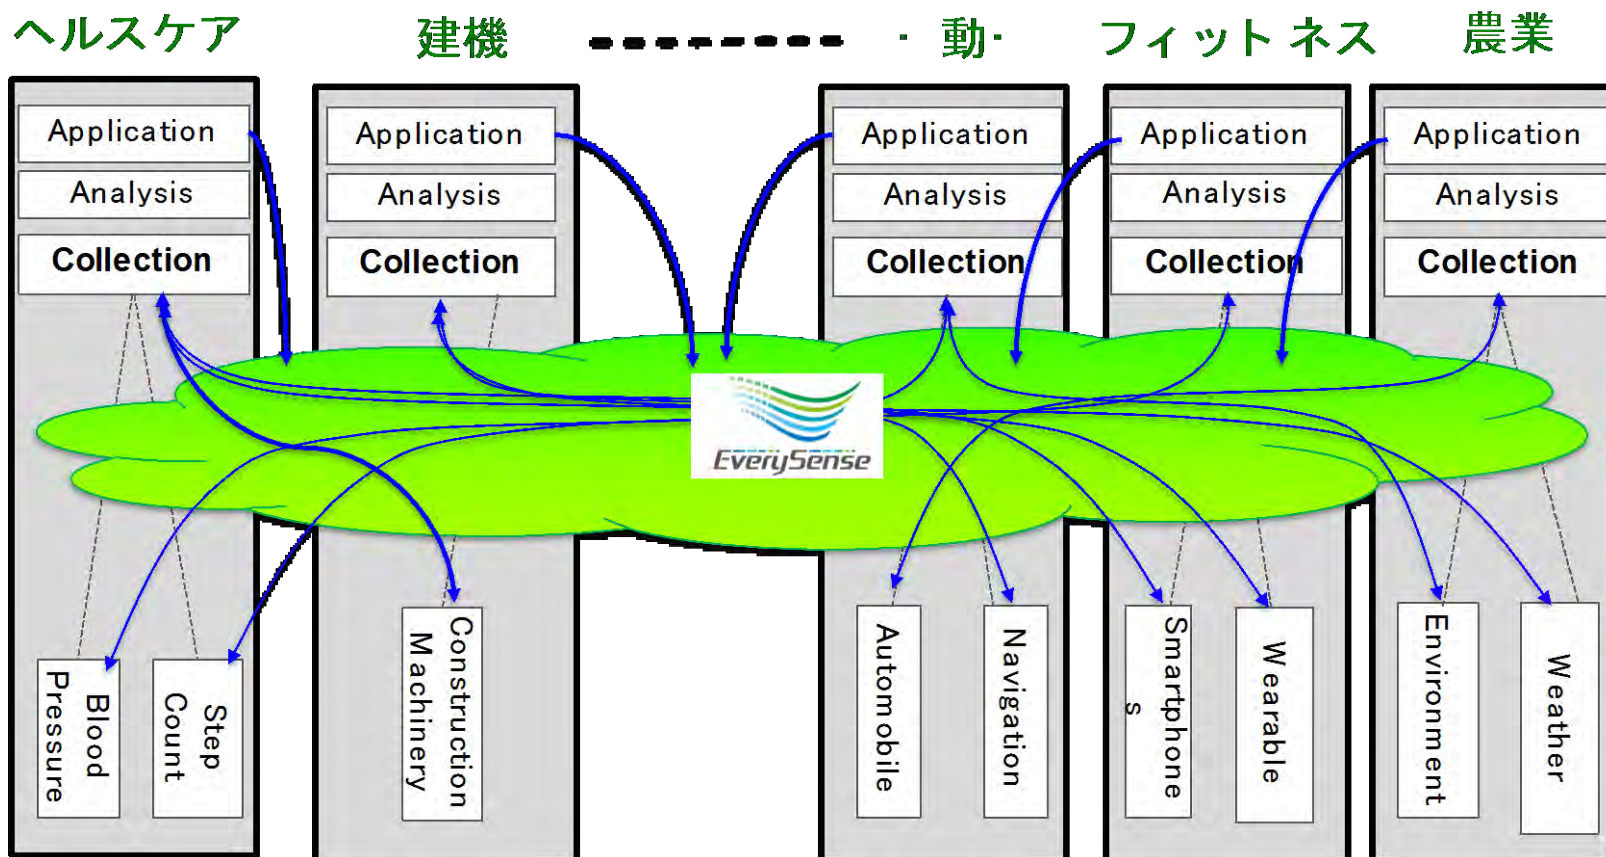 ヘルスケア 建機 ・動・ フィットネス 農業
Application Application Application Application Application
Analysis Analysis Analysis Analysis Analysis
Collection Collection Collection Collection Collection
EverySense
Blood
Pressure
Step
Count
Construction
Machinery
Automobile
Navigation
Smartphone
s
Wearable
Environment
Weather